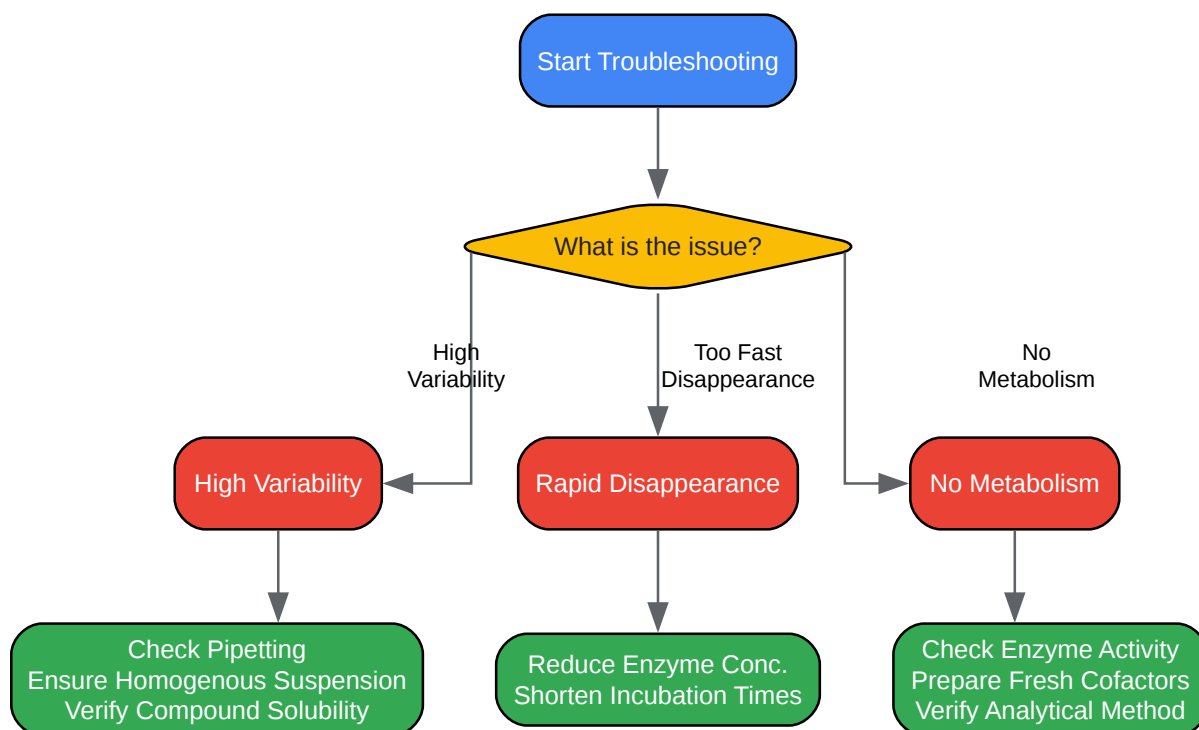 Start Troubleshooting
What is the issue?
High
Variability
Too Fast
Disappearance
No
Metabolism
High Variability
Rapid Disappearance
No Metabolism
Check Pipetting
Ensure Homogenous Suspension
Verify Compound Solubility
Reduce Enzyme Conc.
Shorten Incubation Times
Check Enzyme Activity
Prepare Fresh Cofactors
Verify Analytical Method